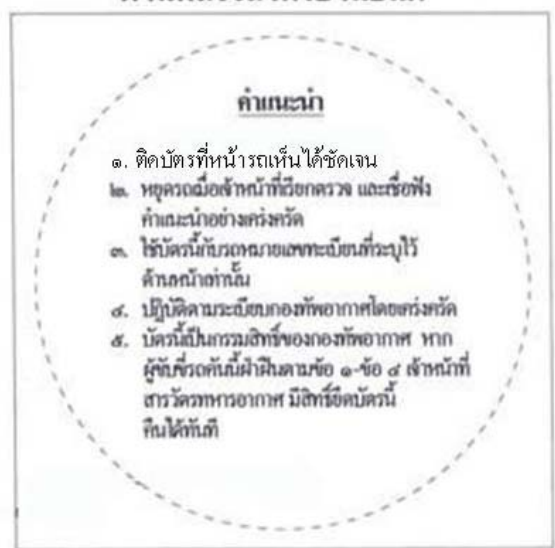 คำแนะนำ
๑. ติดบัตรที่หน้ารถเห็นได้ชัดเจน
๒. หยุดรถเมื่อเจ้าหน้าที่เรียกตรวจ และเชื่อฟัง
คำแนะนำอย่างเคร่งครัด
๓. ใช้บัตรนี้กับรถหมายเลขทะเบียนที่ระบุไว้
ด้านหน้าเท่านั้น
๔. ปฏิบัติตามระเบียบกองทัพอากาศโดยเคร่งครัด
๕. บัตรนี้เป็นกรรมสิทธิ์ของกองทัพอากาศ หาก
ผู้ขับขี่รถคันนี้ฝ่าฝืนตามข้อ ๑-ข้อ ๔ เจ้าหน้าที่
สารวัตรทหารอากาศ มีสิทธิ์ยึดบัตรนี้
คืนได้ทันที